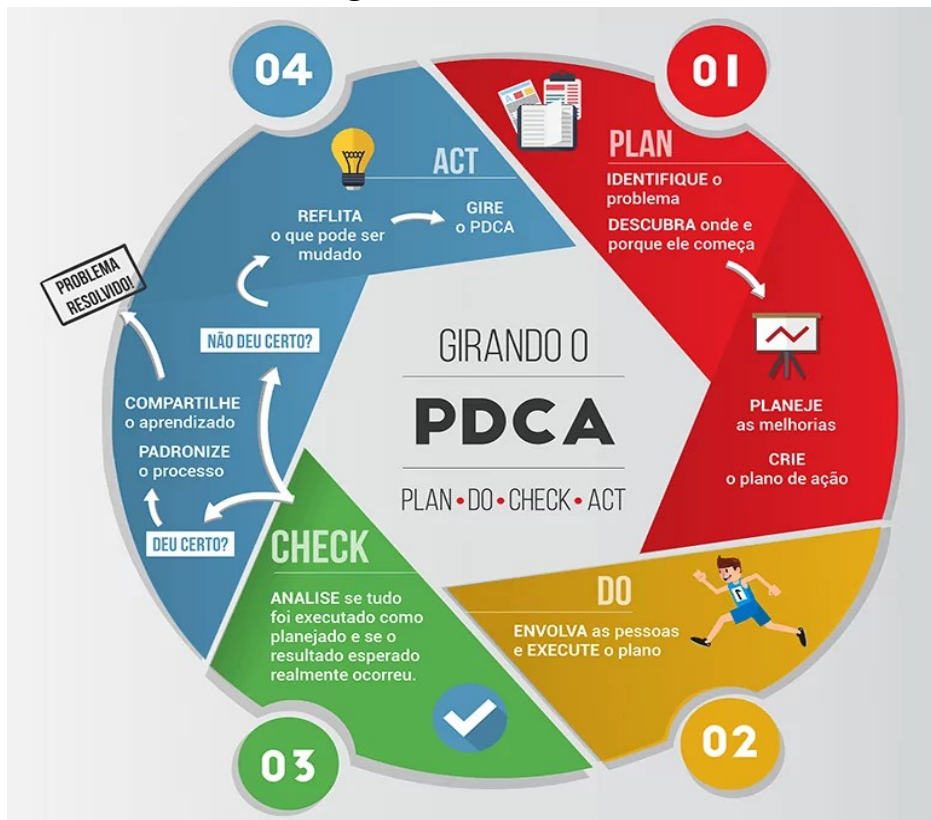 01
PLAN
IDENTIFIQUE o
problema
DESCUBRA onde e
porque ele começa
PLANEJE
as melhorias
CRIE
o plano de ação
02
DO
ENVOLVA as pessoas
e EXECUTE o plano
1
03
CHECK
ANALISE se tudo
foi executado como
planejado e se o
resultado esperado
realmente ocorreu.
04
ACT
DEU CERTO?
PADRONIZE
o processo
COMPARTILHE
o aprendizado
PROBLEMA
RESOLVIDO!
NÃO DEU CERTO?
REFLITA
o que pode ser
mudado
GIRE
o PDCA
GIRANDO O
PDCA
PLAN • DO • CHECK • ACT